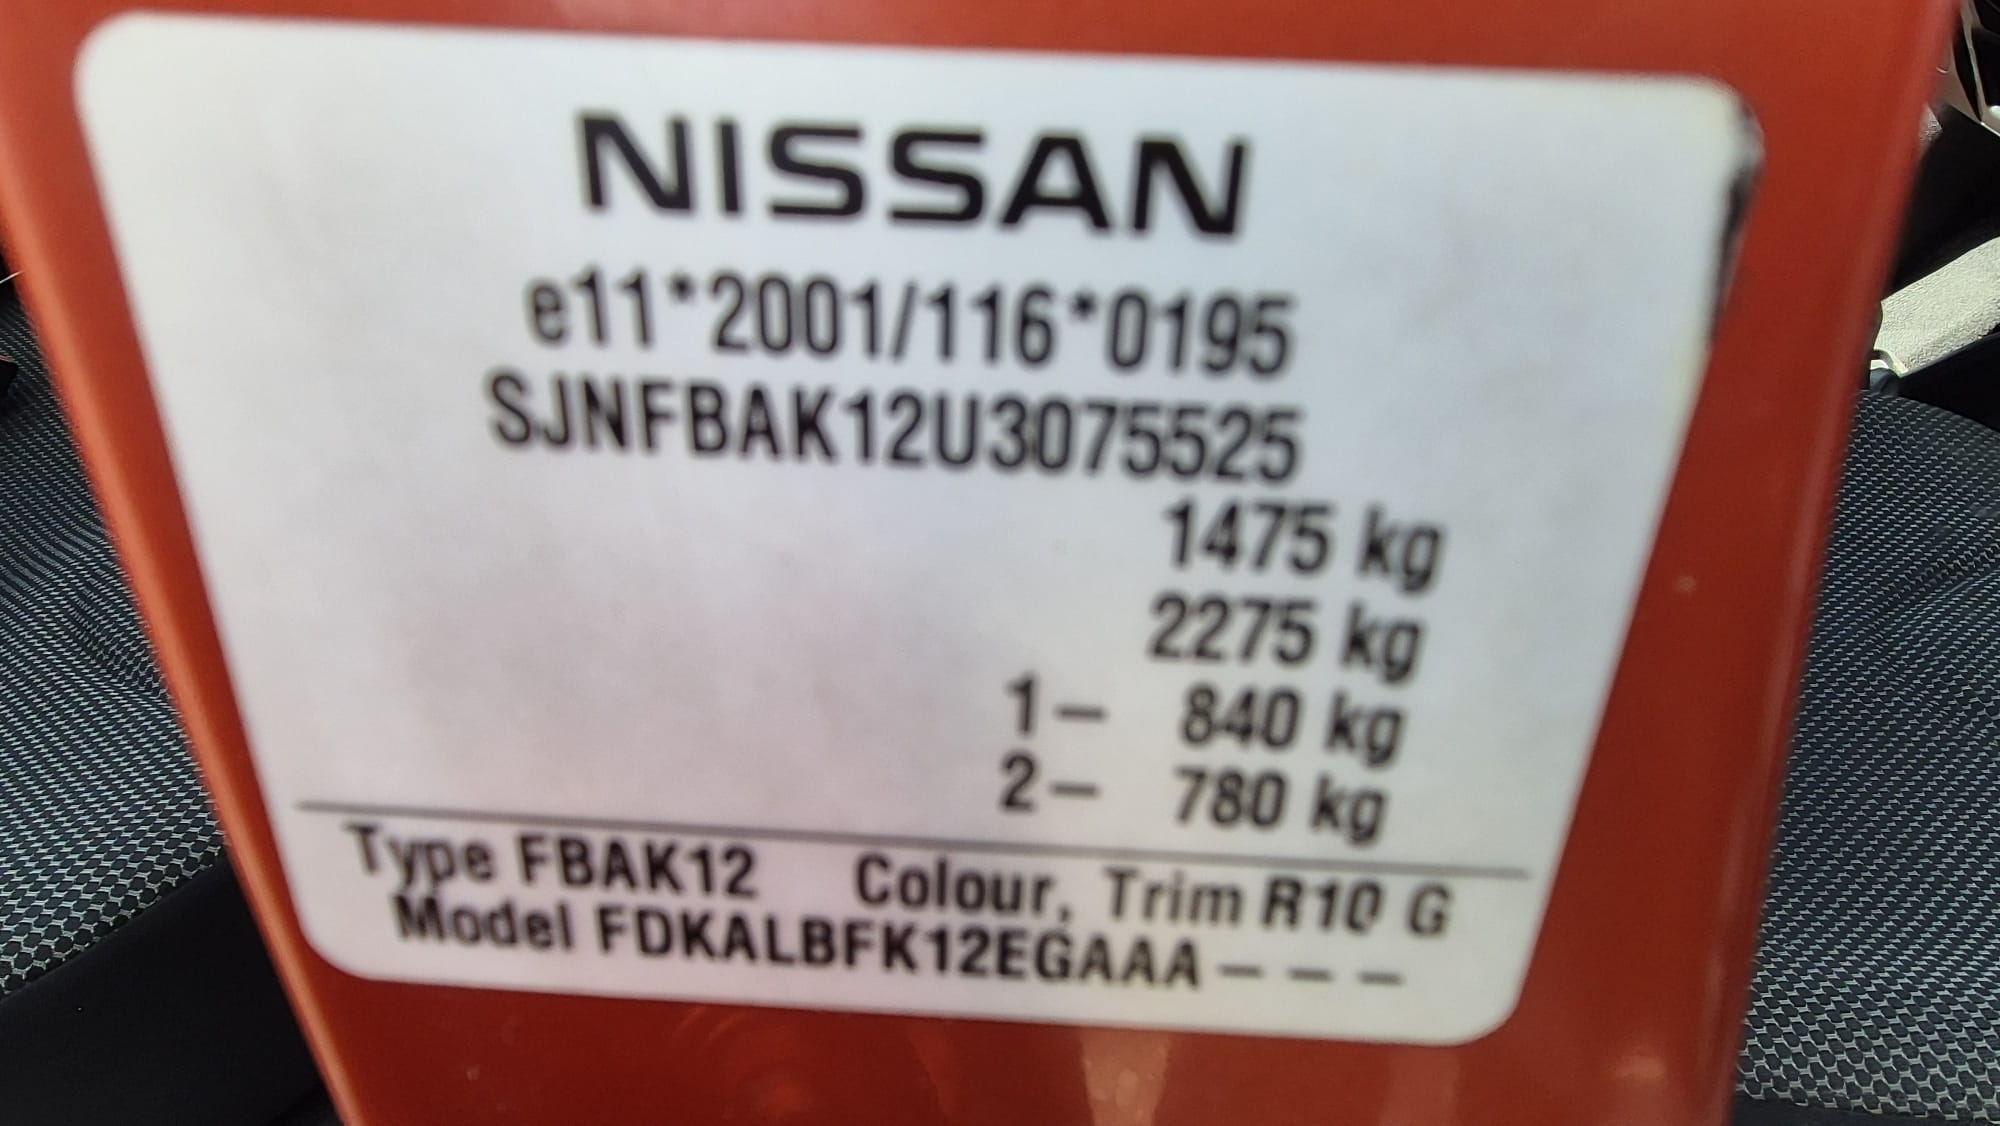 NISSAN
e11*2001/116*0195
SJNFBAK12U3075525
1475 kg
2275 kg
1– 840 kg
2– 780 kg
Type FBAK12 Colour, Trim R10 G
Model FDKALBFK12EGAAA – – –